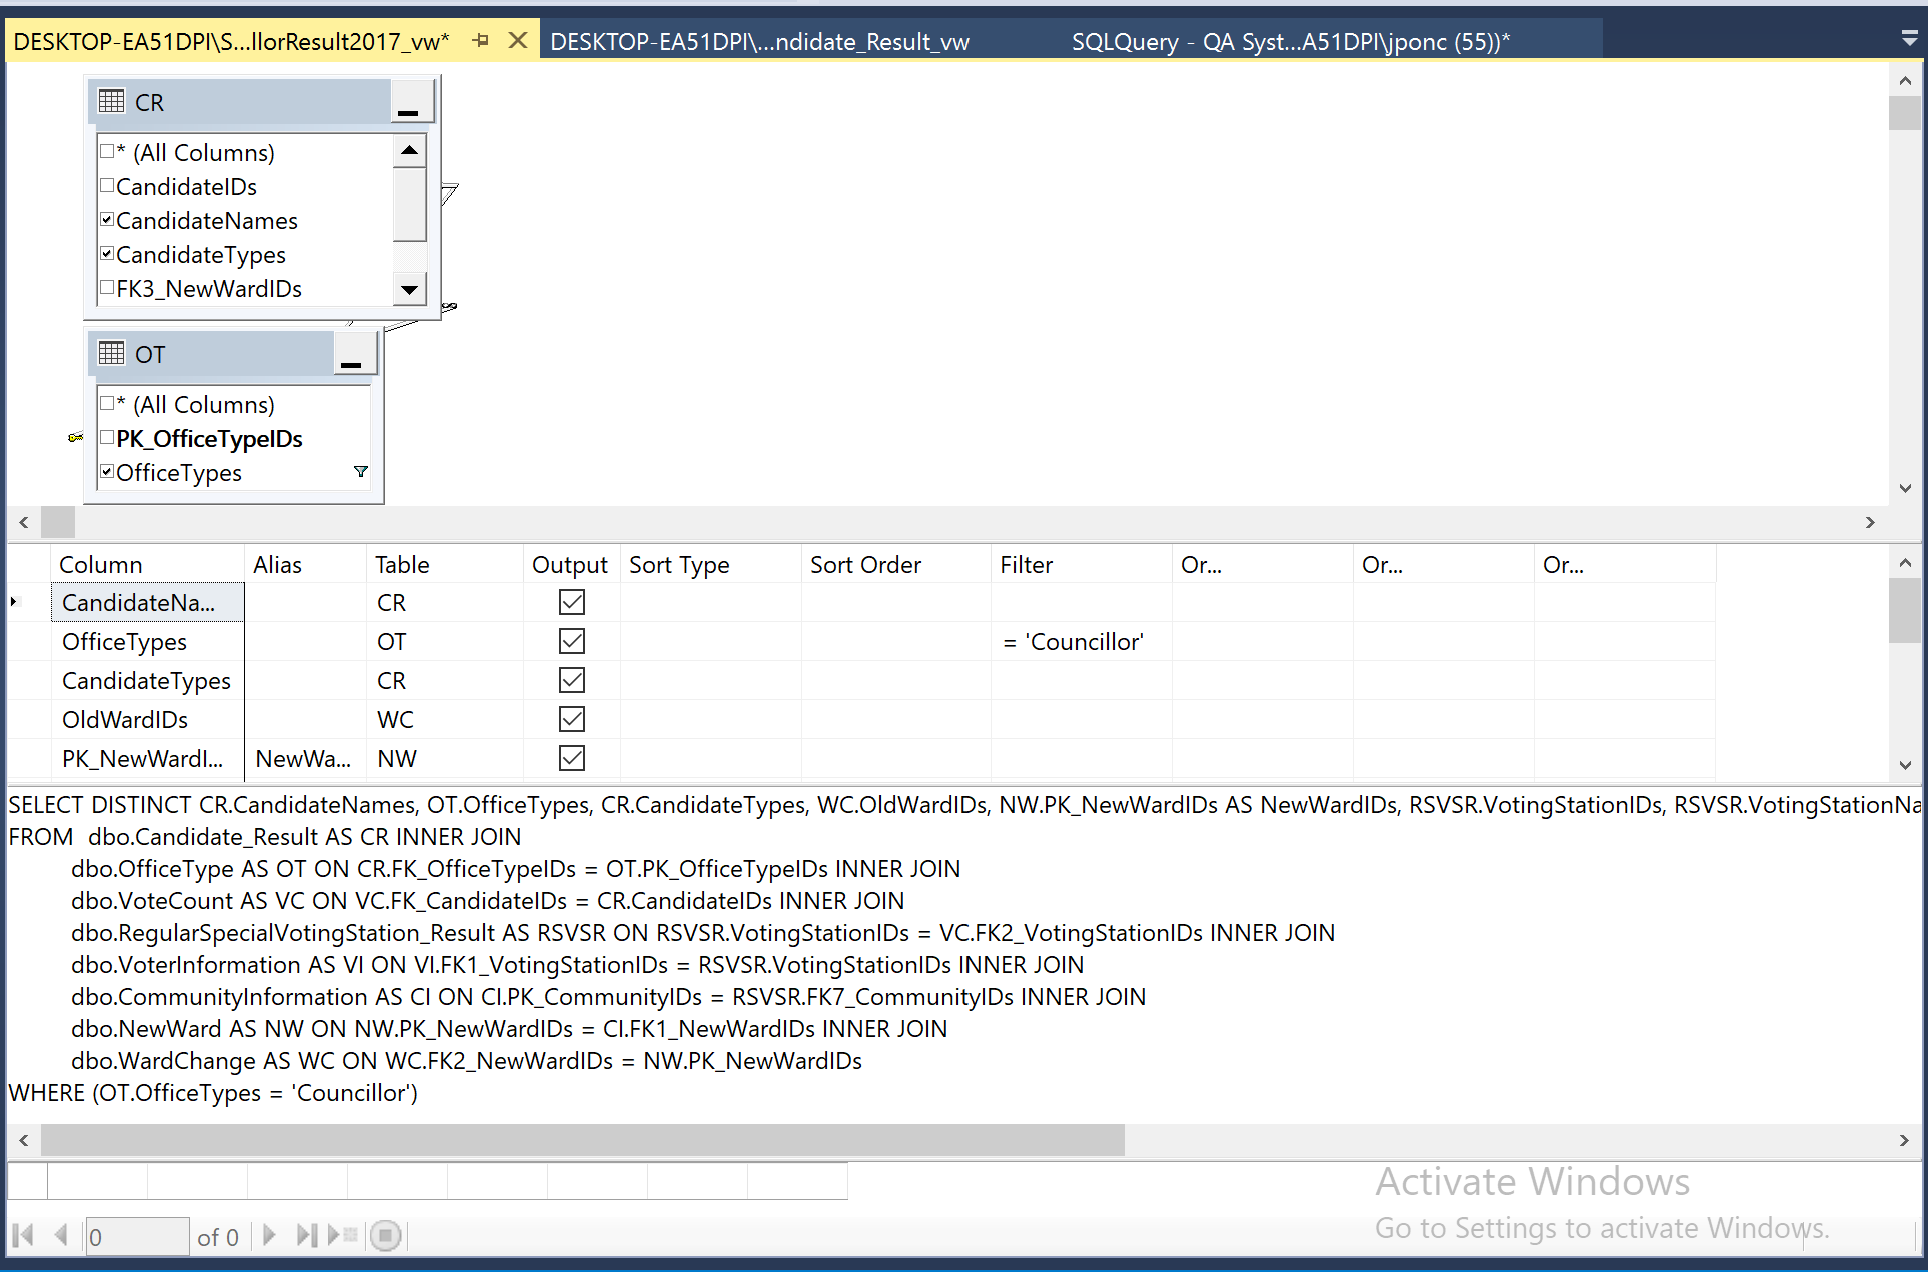 DESKTOP-EA51DPI\S...llorResult2017_vw* DESKTOP-EA51DPI\...ndidate_Result_vw SQLQuery - QA Syst...A51DPI\jponc (55))*
CR
* (All Columns)
CandidateIDs
CandidateNames
CandidateTypes
FK3_NewWardIDs
OT
* (All Columns)
PK_OfficeTypeIDs
OfficeTypes
Column Alias Table Output Sort Type Sort Order Filter Or... Or... Or...
CandidateNa... CR
OfficeTypes OT = 'Councillor'
CandidateTypes CR
OldWardIDs WC
PK_NewWardI... NewWa... NW
SELECT DISTINCT CR.CandidateNames, OT.OfficeTypes, CR.CandidateTypes, WC.OldWardIDs, NW.PK_NewWardIDs AS NewWardIDs, RSVSR.VotingStationIDs, RSVSR.VotingStationNa
FROM dbo.Candidate_Result AS CR INNER JOIN
dbo.OfficeType AS OT ON CR.FK_OfficeTypeIDs = OT.PK_OfficeTypeIDs INNER JOIN
dbo.VoteCount AS VC ON VC.FK_CandidateIDs = CR.CandidateIDs INNER JOIN
dbo.RegularSpecialVotingStation_Result AS RSVSR ON RSVSR.VotingStationIDs = VC.FK2_VotingStationIDs INNER JOIN
dbo.VoterInformation AS VI ON VI.FK1_VotingStationIDs = RSVSR.VotingStationIDs INNER JOIN
dbo.CommunityInformation AS CI ON CI.PK_CommunityIDs = RSVSR.FK7_CommunityIDs INNER JOIN
dbo.NewWard AS NW ON NW.PK_NewWardIDs = CI.FK1_NewWardIDs INNER JOIN
dbo.WardChange AS WC ON WC.FK2_NewWardIDs = NW.PK_NewWardIDs
WHERE (OT.OfficeTypes = 'Councillor')
Activate Windows
Go to Settings to activate Windows.
0 of 0